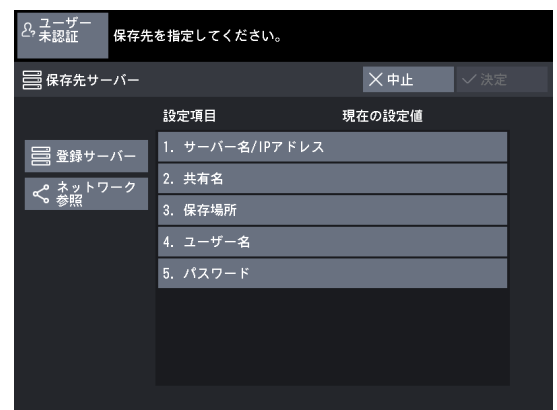 ユーザー
未認証
保存先を指定してください。
保存先サーバー
中止
決定
設定項目
現在の設定値
登録サーバー
ネットワーク
参照
1. サーバー名/IPアドレス
2. 共有名
3. 保存場所
4. ユーザー名
5. パスワード